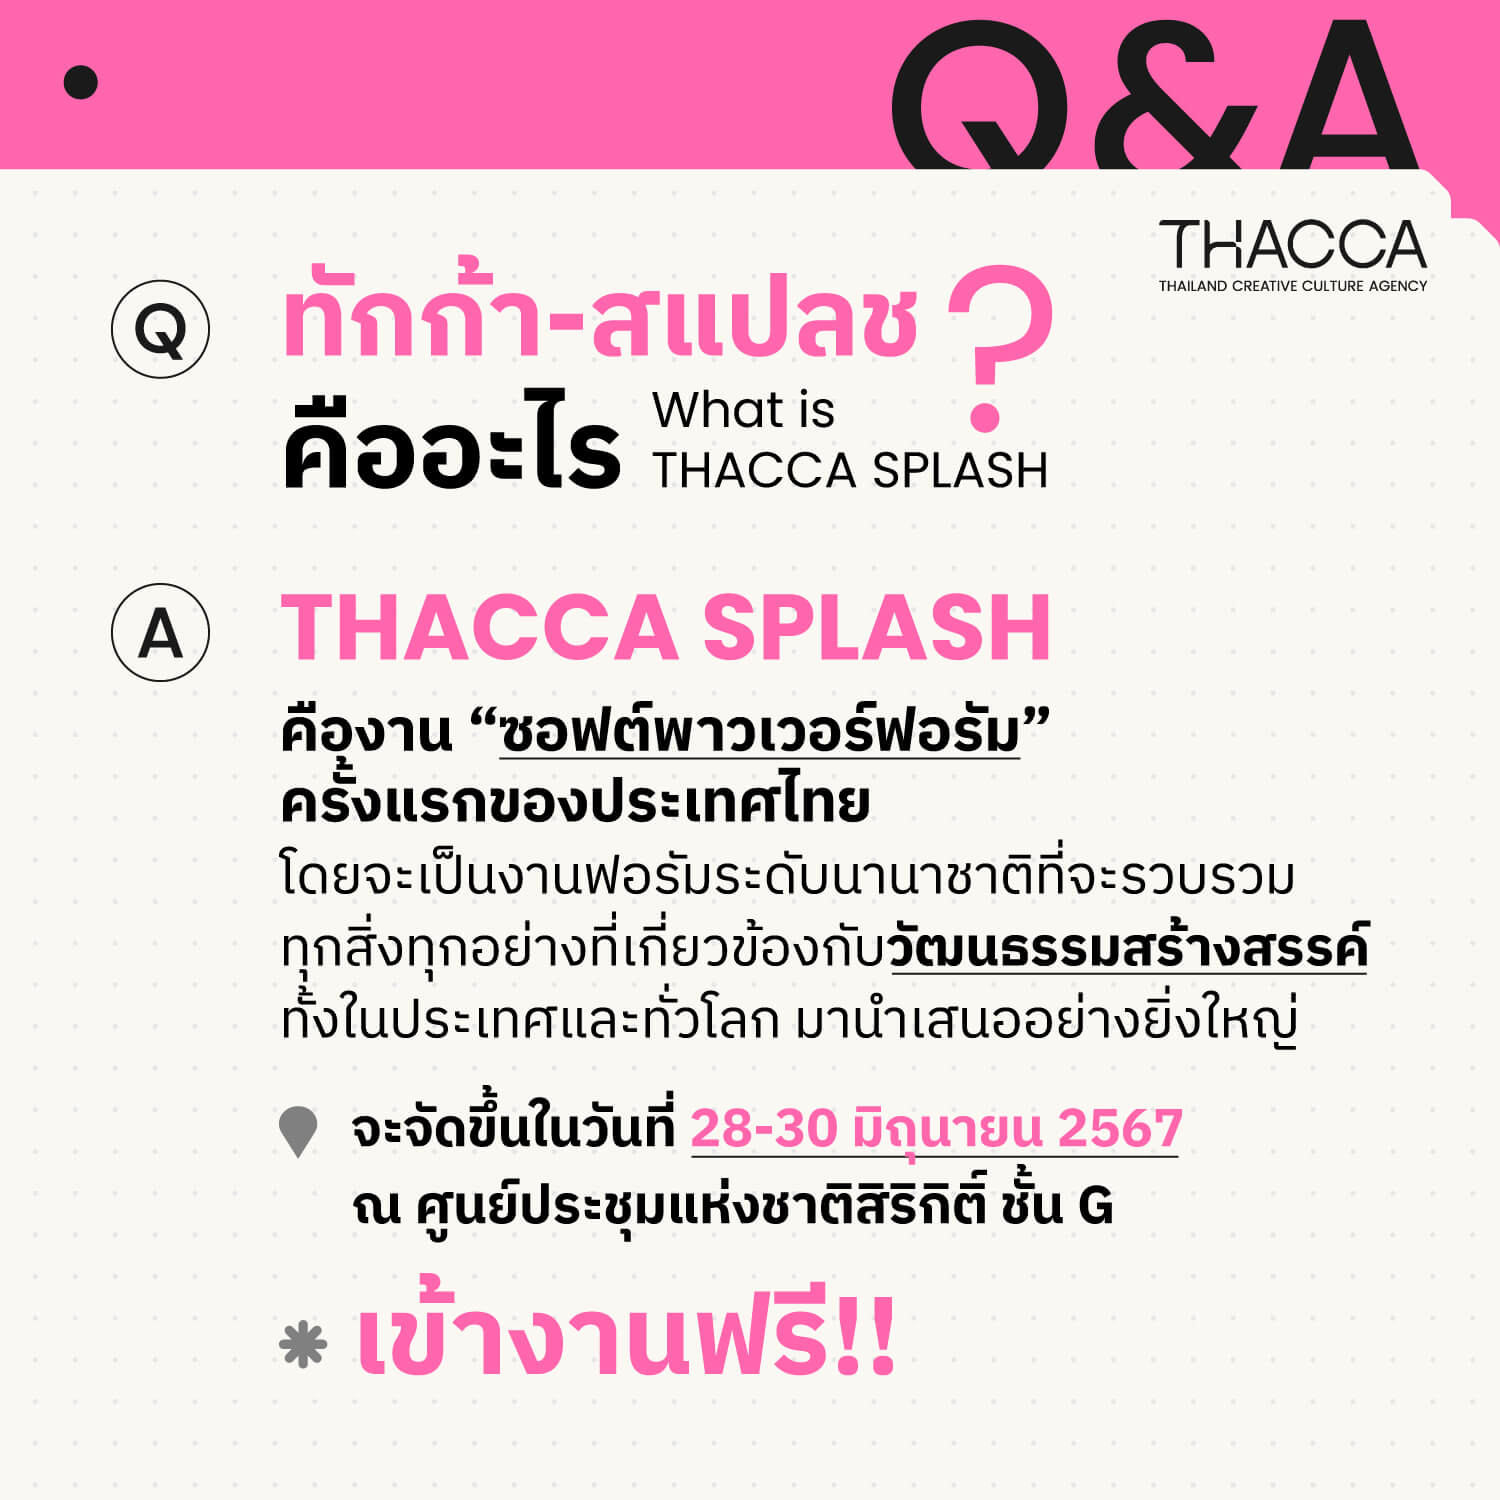 Q&A
THACCA
THAILAND CREATIVE CULTURE AGENCY
Q
ทักก้า-สแปลช ?
คืออะไร
What is
THACCA SPLASH
A
THACCA SPLASH
คืองาน “ซอฟต์พาวเวอร์ฟอรัม”
ครั้งแรกของประเทศไทย
โดยจะเป็นงานฟอรัมระดับนานาชาติที่จะรวบรวม
ทุกสิ่งทุกอย่างที่เกี่ยวข้องกับวัฒนธรรมสร้างสรรค์
ทั้งในประเทศและทั่วโลก มานำเสนออย่างยิ่งใหญ่
จะจัดขึ้นในวันที่ 28-30 มิถุนายน 2567
ณ ศูนย์ประชุมแห่งชาติสิริกิติ์ ชั้น G
เข้างานฟรี!!